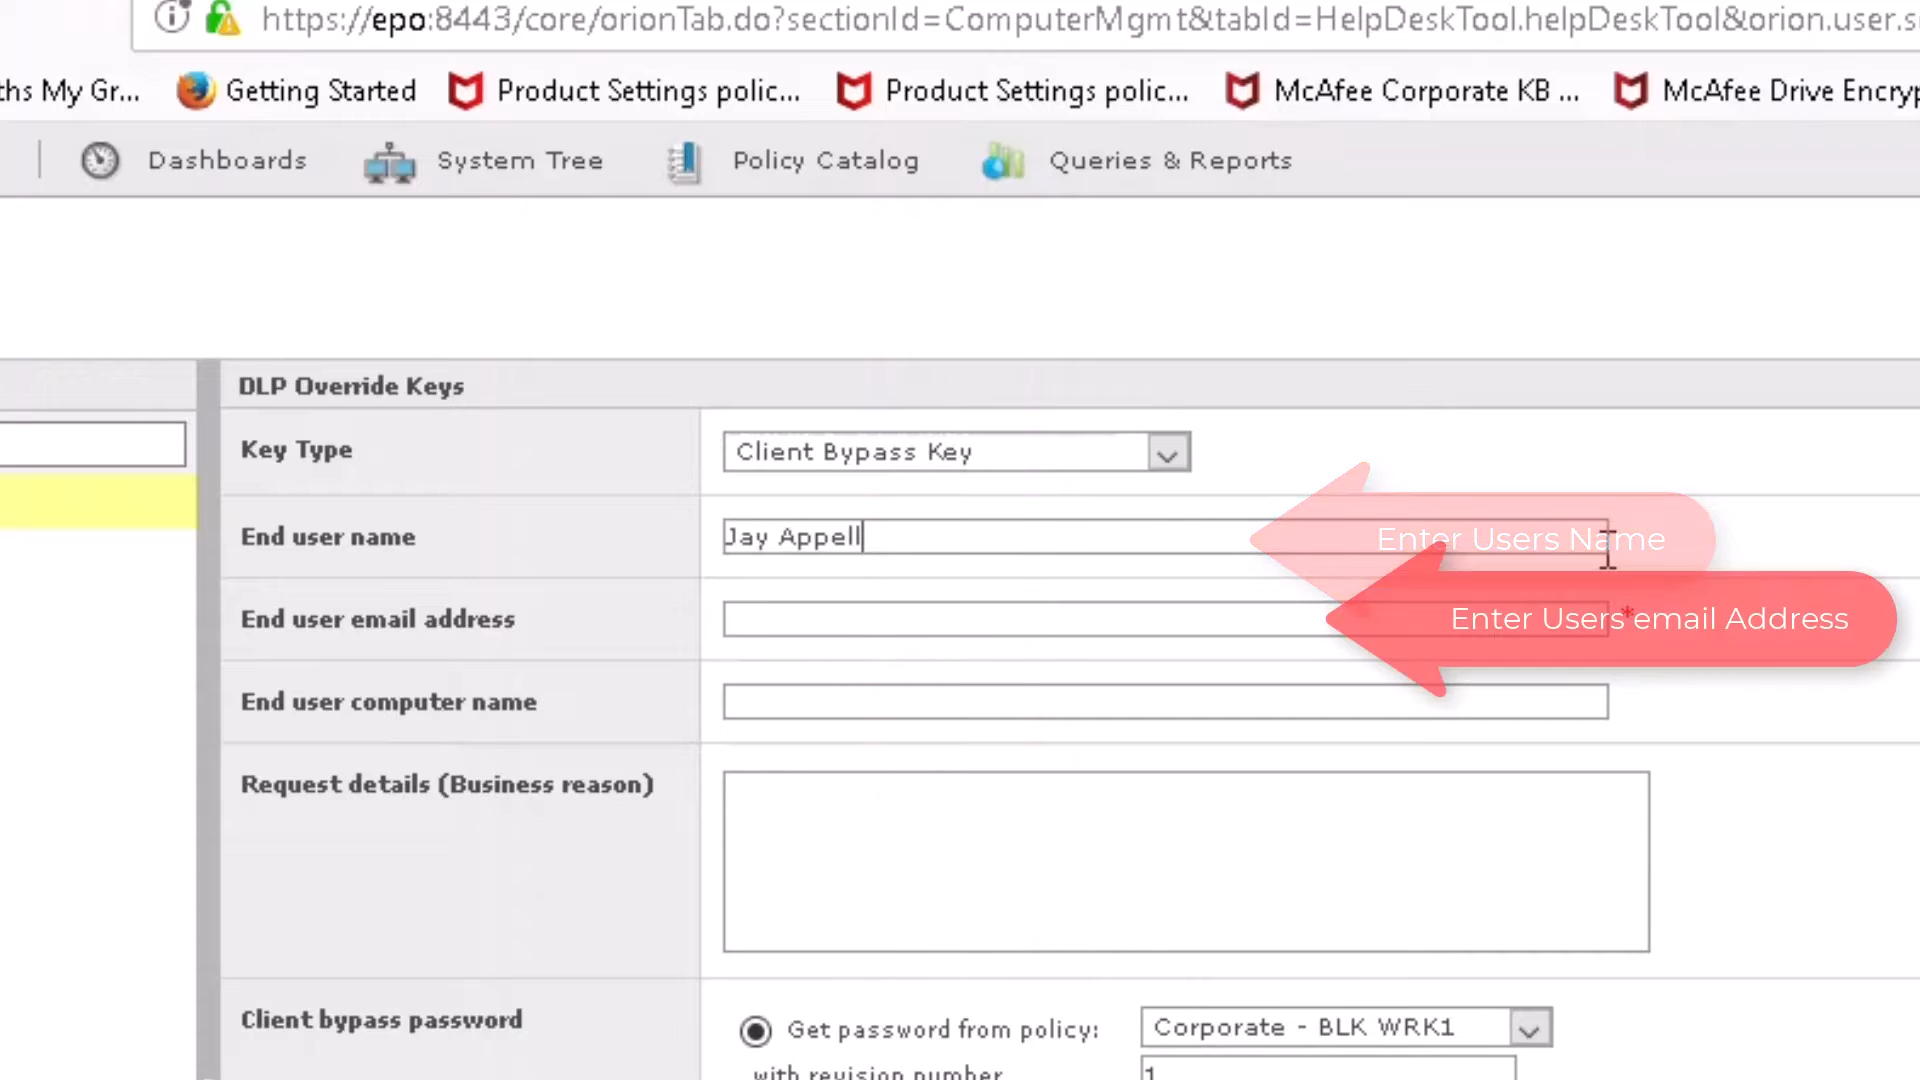 https://epo:8443/core/orionTab.do?sectionId=ComputerMgmt&tabId=HelpDeskTool.helpDeskTool&orion.user.s
ths My Gr... Getting Started Product Settings polic... Product Settings polic... McAfee Corporate KB ... McAfee Drive Encryp
Dashboards System Tree Policy Catalog Queries & Reports
DLP Override Keys
Key Type Client Bypass Key
End user name Jay Appell Enter Users Name
End user email address * Enter Users email Address
End user computer name
Request details (Business reason)
Client bypass password Get password from policy: Corporate - BLK WRK1
with revision number 1